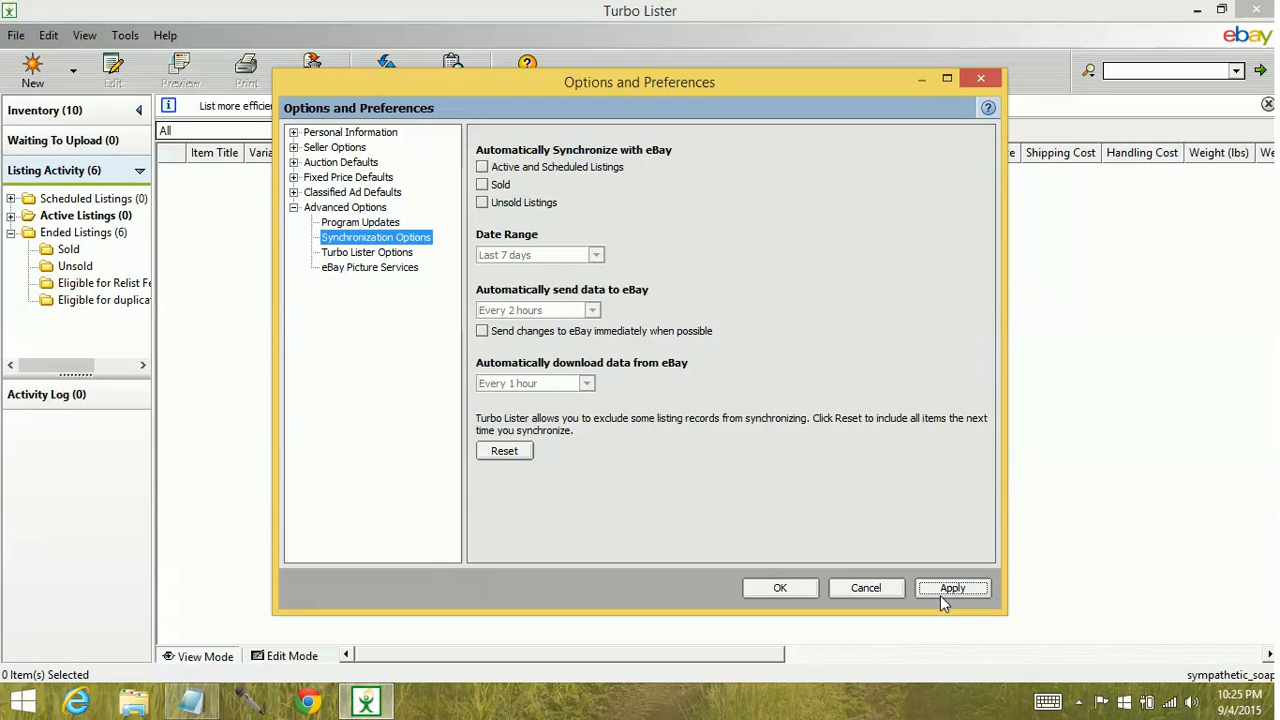 Turbo Lister
File Edit View Tools Help
ebay
New Edit Preview Print
Options and Preferences
Inventory (10)
List more efficie
Options and Preferences
Waiting To Upload (0)
All
Listing Activity (6)
Item Title Varia
Shipping Cost Handling Cost Weight (lbs) We
Scheduled Listings (0)
Active Listings (0)
Ended Listings (6)
Sold
Unsold
Eligible for Relist Fe
Eligible for duplica
Activity Log (0)
Personal Information
Seller Options
Auction Defaults
Fixed Price Defaults
Classified Ad Defaults
Advanced Options
Program Updates
Synchronization Options
Turbo Lister Options
eBay Picture Services
Automatically Synchronize with eBay
Active and Scheduled Listings
Sold
Unsold Listings
Date Range
Last 7 days
Automatically send data to eBay
Every 2 hours
Send changes to eBay immediately when possible
Automatically download data from eBay
Every 1 hour
Turbo Lister allows you to exclude some listing records from synchronizing. Click Reset to include all items the next
time you synchronize.
Reset
OK Cancel Apply
View Mode Edit Mode
0 Item(s) Selected
sympathetic_soap
10:25 PM
9/4/2015